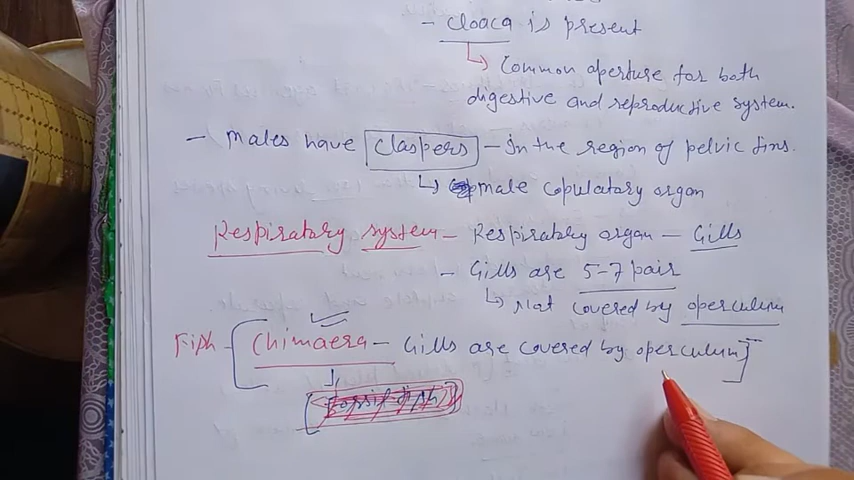 - Cloaca is present
↳ Common aperture for both
digestive and reproductive system.
- Males have Claspers - In the region of pelvic fins.
↳ male copulatory organ
Respiratory system - Respiratory organ - Gills
- Gills are 5-7 pair
↳ Not covered by operculum
Fish - [Chimaera - Gills are covered by operculum]